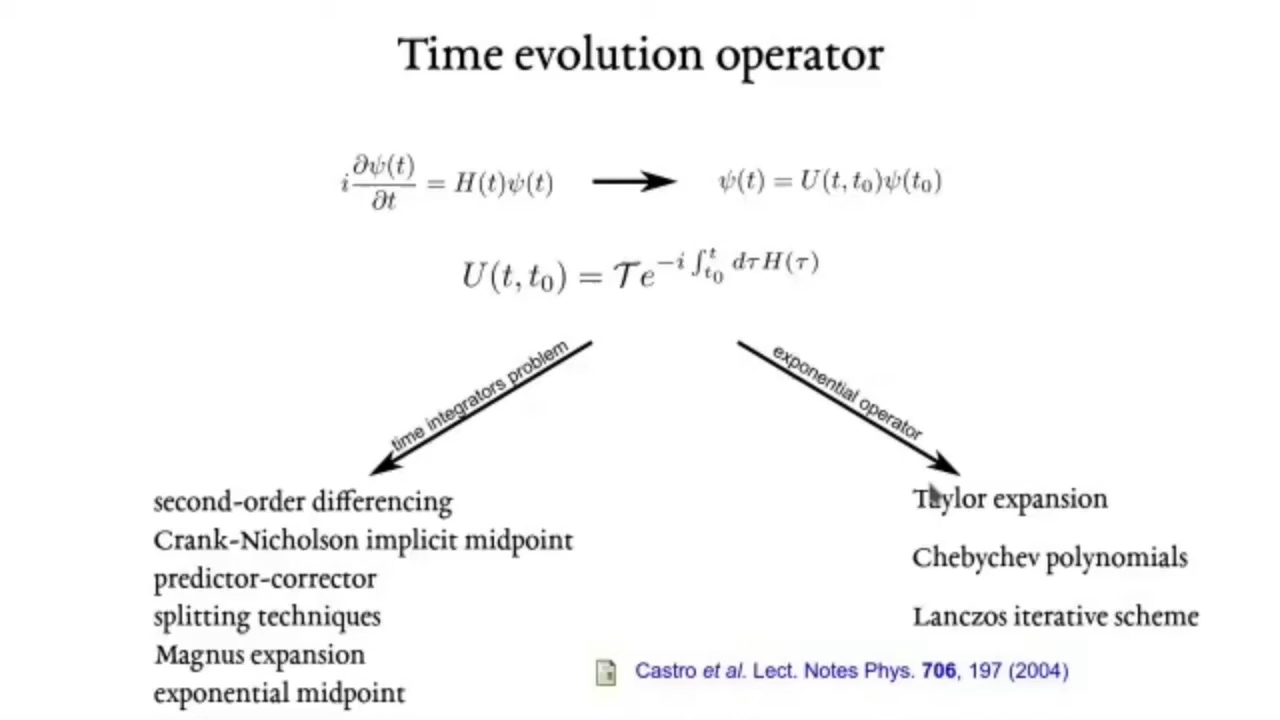 Time evolution operator
i ∂ψ(t)/∂t = H(t)ψ(t) ψ(t) = U(t, t₀)ψ(t₀)
U(t, t₀) = 𝒯e^{−i ∫_{t₀}^{t} dτH(τ)}
time integrators problem
exponential operator
second-order differencing
Crank-Nicholson implicit midpoint
predictor-corrector
splitting techniques
Magnus expansion
exponential midpoint
Taylor expansion
Chebychev polynomials
Lanczos iterative scheme
Castro et al. Lect. Notes Phys. 706, 197 (2004)